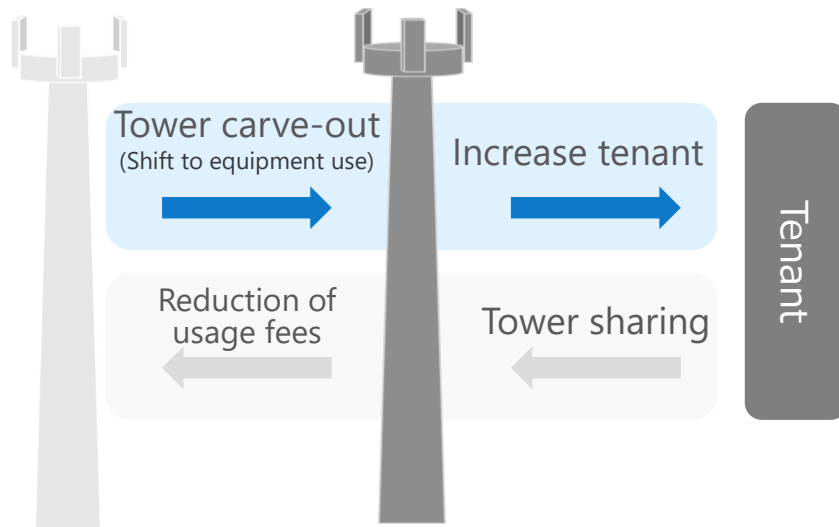 Tower carve-out
(Shift to equipment use)
Increase tenant
Reduction of
usage fees
Tower sharing
Tenant